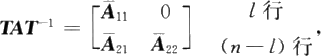 TAT⁻¹ = [ Ā₁₁ 0 ] l 行
[ Ā₂₁ Ā₂₂ ] (n－l) 行 ,